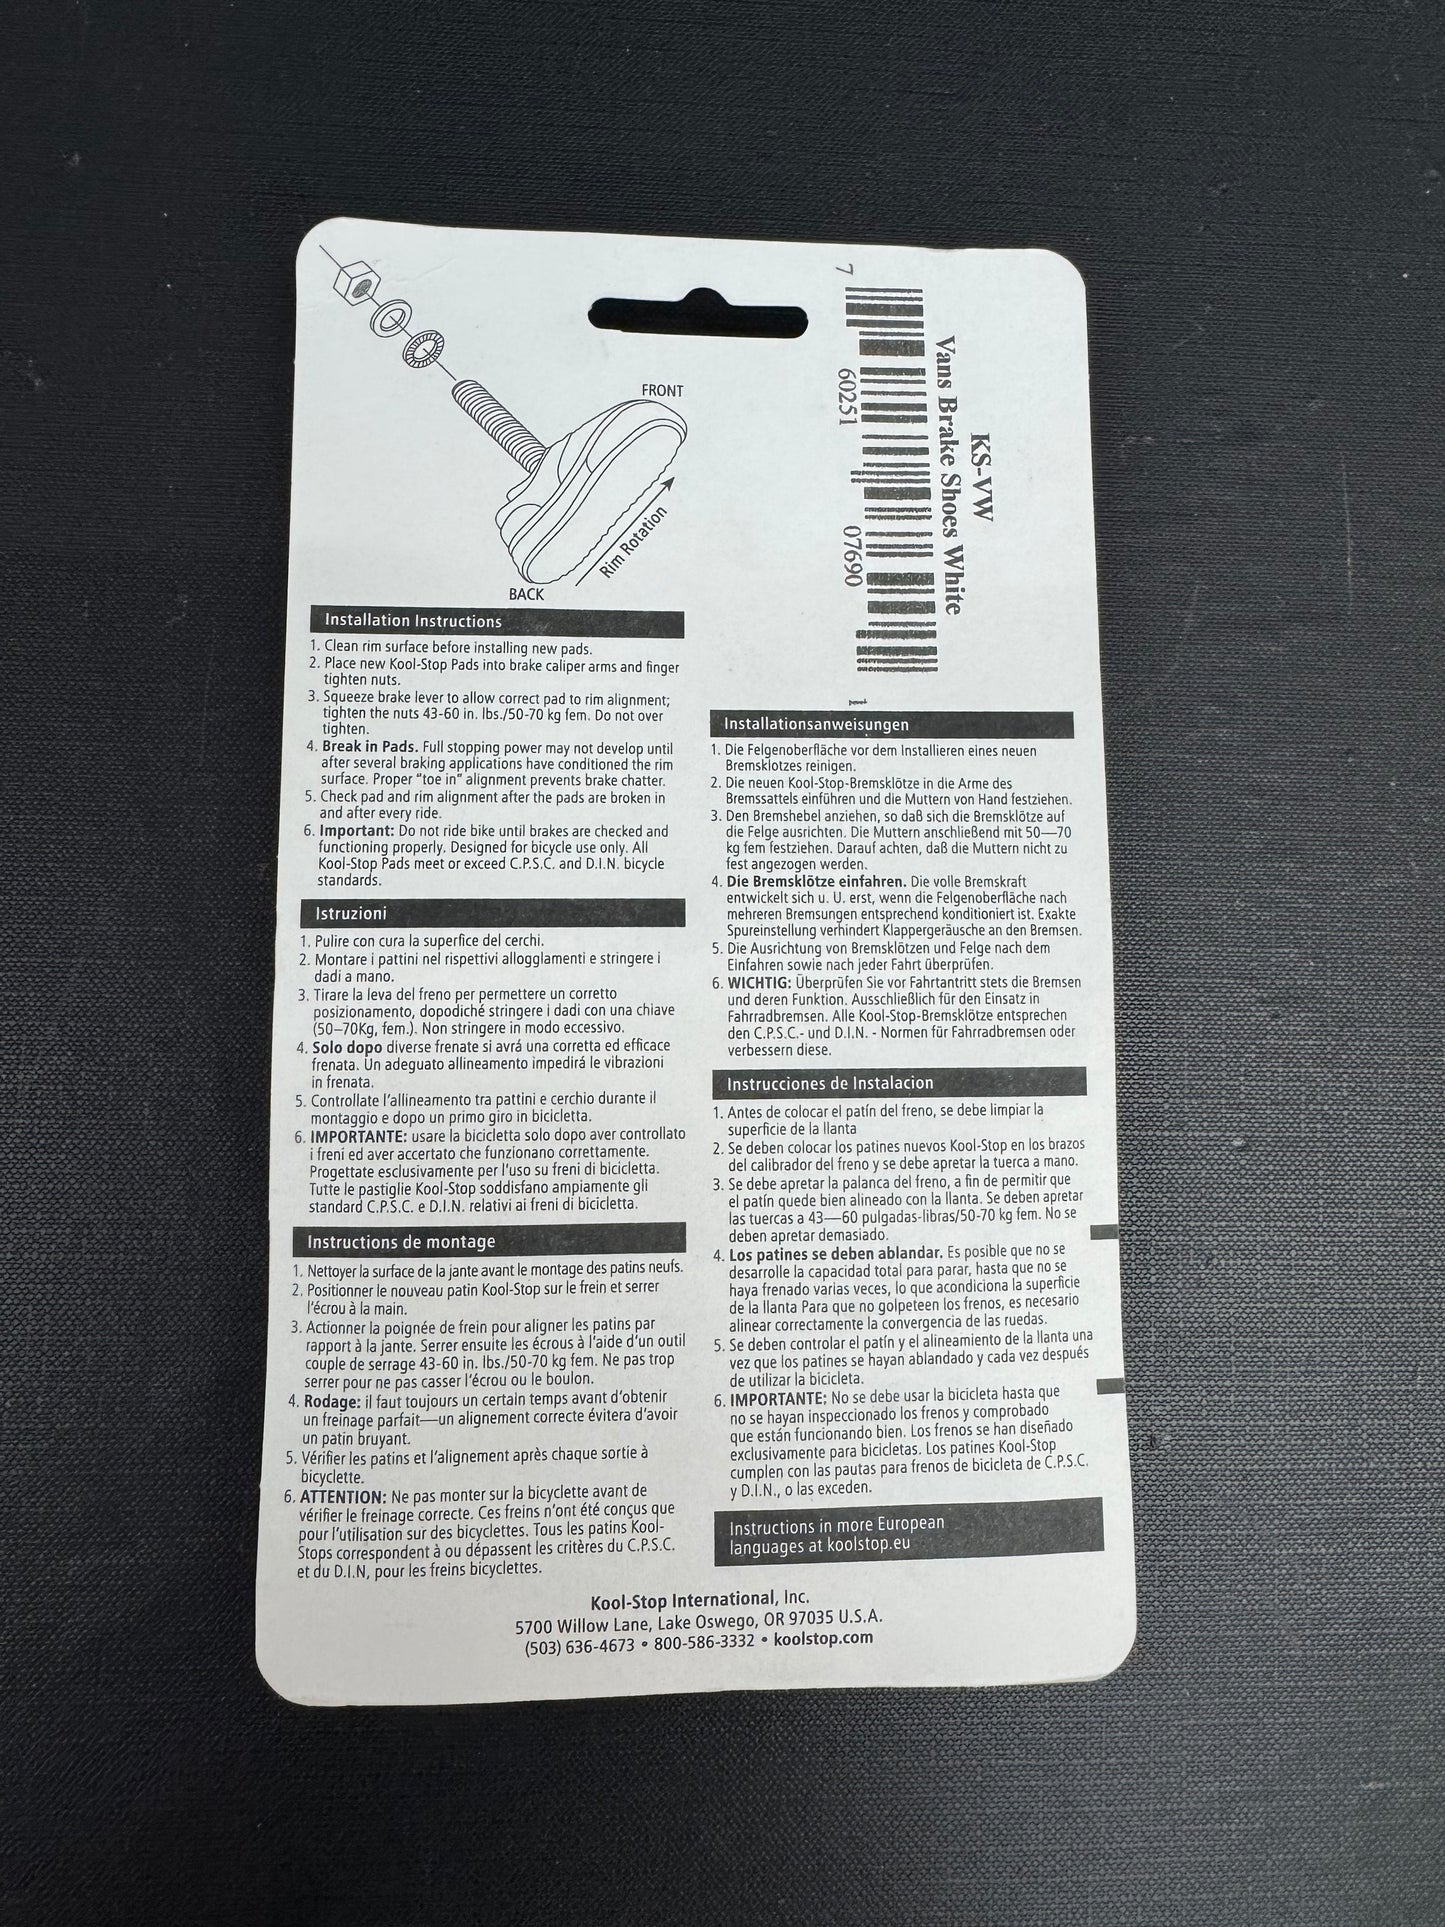 FRONT
Rim Rotation
BACK
7
60251
07690
1
Vans Brake Shoes White
KS-VW
Installation Instructions
1. Clean rim surface before installing new pads.
2. Place new Kool-Stop Pads into brake caliper arms and finger
tighten nuts.
3. Squeeze brake lever to allow correct pad to rim alignment;
tighten the nuts 43-60 in. lbs./50-70 kg fem. Do not over
tighten.
4. Break in Pads. Full stopping power may not develop until
after several braking applications have conditioned the rim
surface. Proper “toe in” alignment prevents brake chatter.
5. Check pad and rim alignment after the pads are broken in
and after every ride.
6. Important: Do not ride bike until brakes are checked and
functioning properly. Designed for bicycle use only. All
Kool-Stop Pads meet or exceed C.P.S.C. and D.I.N. bicycle
standards.
Istruzioni
1. Pulire con cura la superfice del cerchi.
2. Montare i pattini nel rispettivi allogglamenti e stringere i
dadi a mano.
3. Tirare la leva del freno per permettere un corretto
posizionamento, dopodiché stringere i dadi con una chiave
(50–70Kg, fem.). Non stringere in modo eccessivo.
4. Solo dopo diverse frenate si avrá una corretta ed efficace
frenata. Un adeguato allineamento impedirá le vibrazioni
in frenata.
5. Controllate l’allineamento tra pattini e cerchio durante il
montaggio e dopo un primo giro in bicicletta.
6. IMPORTANTE: usare la bicicletta solo dopo aver controllato
i freni ed aver accertato che funzionano correttamente.
Progettate esclusivamente per l’uso su freni di bicicletta.
Tutte le pastiglie Kool-Stop soddisfano ampiamente gli
standard C.P.S.C. e D.I.N. relativi ai freni di bicicletta.
Instructions de montage
1. Nettoyer la surface de la jante avant le montage des patins neufs.
2. Positionner le nouveau patin Kool-Stop sur le frein et serrer
l’écrou à la main.
3. Actionner la poignée de frein pour aligner les patins par
rapport à la jante. Serrer ensuite les écrous à l’aide d’un outil
couple de serrage 43-60 in. lbs./50-70 kg fem. Ne pas trop
serrer pour ne pas casser l’écrou ou le boulon.
4. Rodage: il faut toujours un certain temps avant d’obtenir
un freinage parfait—un alignement correcte évitera d’avoir
un patin bruyant.
5. Vérifier les patins et l’alignement après chaque sortie à
bicyclette.
6. ATTENTION: Ne pas monter sur la bicyclette avant de
vérifier le freinage correcte. Ces freins n’ont été conçus que
pour l’utilisation sur des bicyclettes. Tous les patins Kool-
Stops correspondent à ou dépassent les critères du C.P.S.C.
et du D.I.N, pour les freins bicyclettes.
Installationsanweisungen
1. Die Felgenoberfläche vor dem Installieren eines neuen
Bremsklotzes reinigen.
2. Die neuen Kool-Stop-Bremsklötze in die Arme des
Bremssattels einführen und die Muttern von Hand festziehen.
3. Den Bremshebel anziehen, so daß sich die Bremsklötze auf
die Felge ausrichten. Die Muttern anschließend mit 50—70
kg fem festziehen. Darauf achten, daß die Muttern nicht zu
fest angezogen werden.
4. Die Bremsklötze einfahren. Die volle Bremskraft
entwickelt sich u. U. erst, wenn die Felgenoberfläche nach
mehreren Bremsungen entsprechend konditioniert ist. Exakte
Spureinstellung verhindert Klappergeräusche an den Bremsen.
5. Die Ausrichtung von Bremsklötzen und Felge nach dem
Einfahren sowie nach jeder Fahrt überprüfen.
6. WICHTIG: Überprüfen Sie vor Fahrtantritt stets die Bremsen
und deren Funktion. Ausschließlich für den Einsatz in
Fahrradbremsen. Alle Kool-Stop-Bremsklötze entsprechen
den C.P.S.C.- und D.I.N. - Normen für Fahrradbremsen oder
verbessern diese.
Instrucciones de Instalacion
1. Antes de colocar el patín del freno, se debe limpiar la
superficie de la llanta
2. Se deben colocar los patines nuevos Kool-Stop en los brazos
del calibrador del freno y se debe apretar la tuerca a mano.
3. Se debe apretar la palanca del freno, a fin de permitir que
el patín quede bien alineado con la llanta. Se deben apretar
las tuercas a 43—60 pulgadas-libras/50-70 kg fem. No se
deben apretar demasiado.
4. Los patines se deben ablandar. Es posible que no se
desarrolle la capacidad total para parar, hasta que no se
haya frenado varias veces, lo que acondiciona la superficie
de la llanta Para que no golpeteen los frenos, es necesario
alinear correctamente la convergencia de las ruedas.
5. Se deben controlar el patín y el alineamiento de la llanta una
vez que los patines se hayan ablandado y cada vez después
de utilizar la bicicleta.
6. IMPORTANTE: No se debe usar la bicicleta hasta que
no se hayan inspeccionado los frenos y comprobado
que están funcionando bien. Los frenos se han diseñado
exclusivamente para bicicletas. Los patines Kool-Stop
cumplen con las pautas para frenos de bicicleta de C.P.S.C.
y D.I.N., o las exceden.
Instructions in more European
languages at koolstop.eu
Kool-Stop International, Inc.
5700 Willow Lane, Lake Oswego, OR 97035 U.S.A.
(503) 636-4673 • 800-586-3332 • koolstop.com